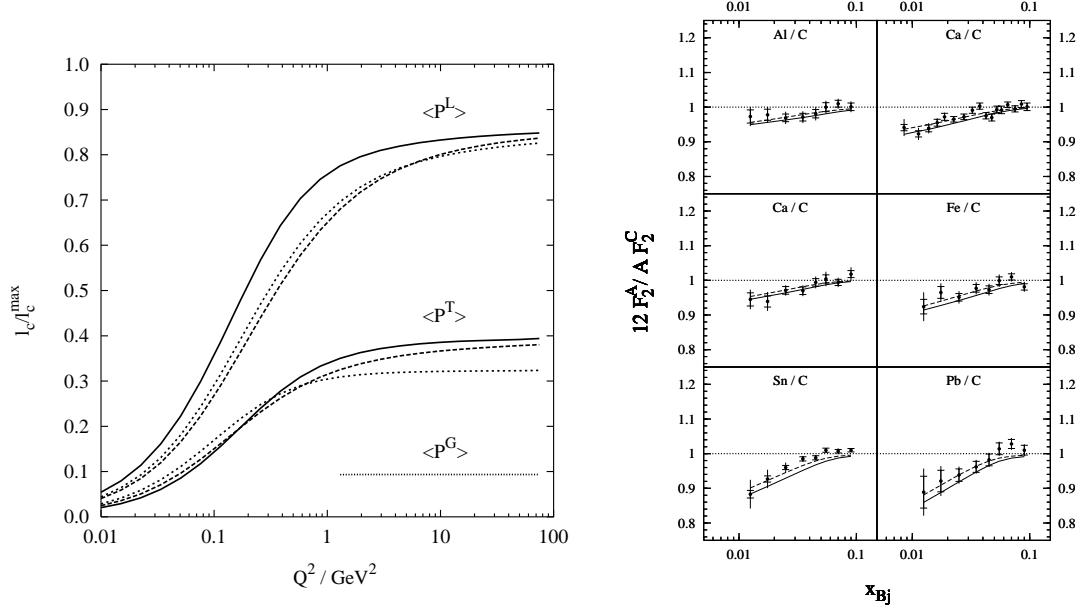 1.0
0.9
0.8
0.7
0.6
0.5
0.4
0.3
0.2
0.1
0.0
l_c/l_c^max
<P^L>
<P^T>
<P^G>
0.01 0.1 1 10 100
Q^2 / GeV^2
0.01 0.1 0.01 0.1
Al / C Ca / C
1.2 1.2
1.1 1.1
1 1
0.9 0.9
0.8 0.8
Ca / C Fe / C
1.2 1.2
1.1 1.1
1 1
0.9 0.9
0.8 0.8
12 F_2^A / A F_2^C
Sn / C Pb / C
1.2 1.2
1.1 1.1
1 1
0.9 0.9
0.8 0.8
0.01 0.1 0.01 0.1
x_Bj